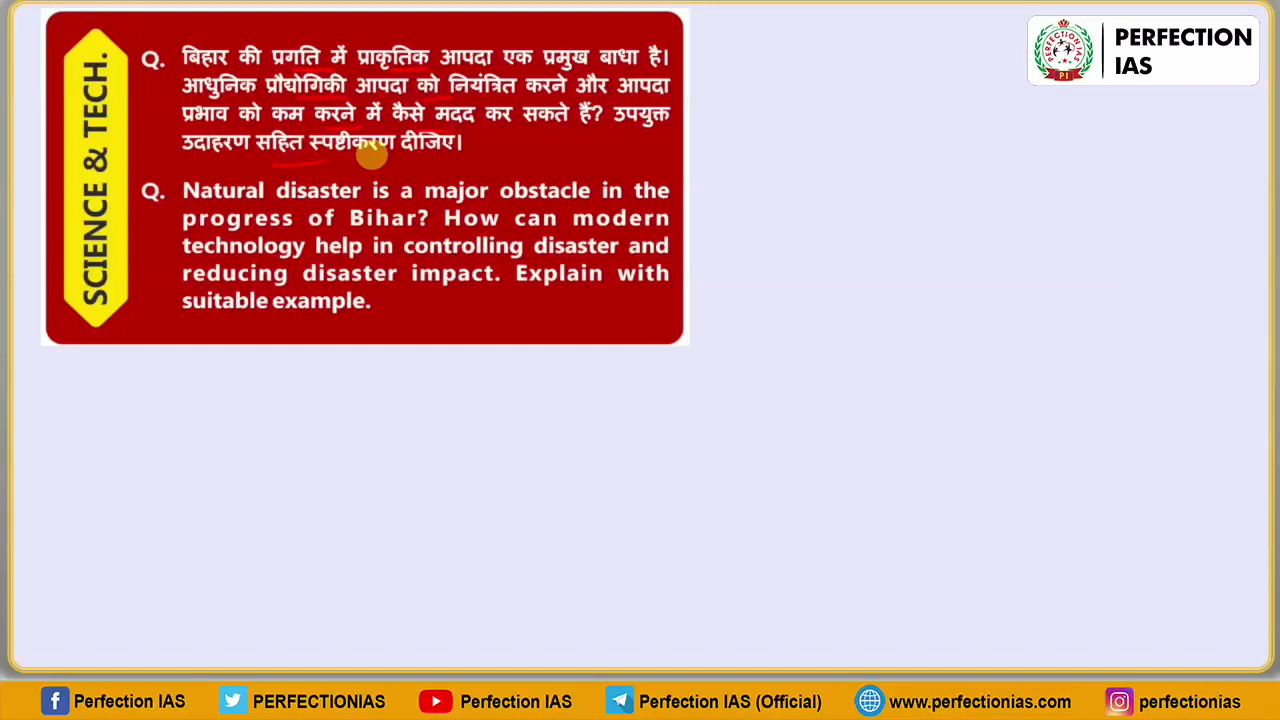 SCIENCE & TECH.
Q. बिहार की प्रगति में प्राकृतिक आपदा एक प्रमुख बाधा है।
आधुनिक प्रौद्योगिकी आपदा को नियंत्रित करने और आपदा
प्रभाव को कम करने में कैसे मदद कर सकते हैं? उपयुक्त
उदाहरण सहित स्पष्टीकरण दीजिए।
Q. Natural disaster is a major obstacle in the
progress of Bihar? How can modern
technology help in controlling disaster and
reducing disaster impact. Explain with
suitable example.
PERFECTION IAS
PI
PERFECTION
IAS
Perfection IAS
PERFECTIONIAS
Perfection IAS
Perfection IAS (Official)
www.perfectionias.com
perfectionias